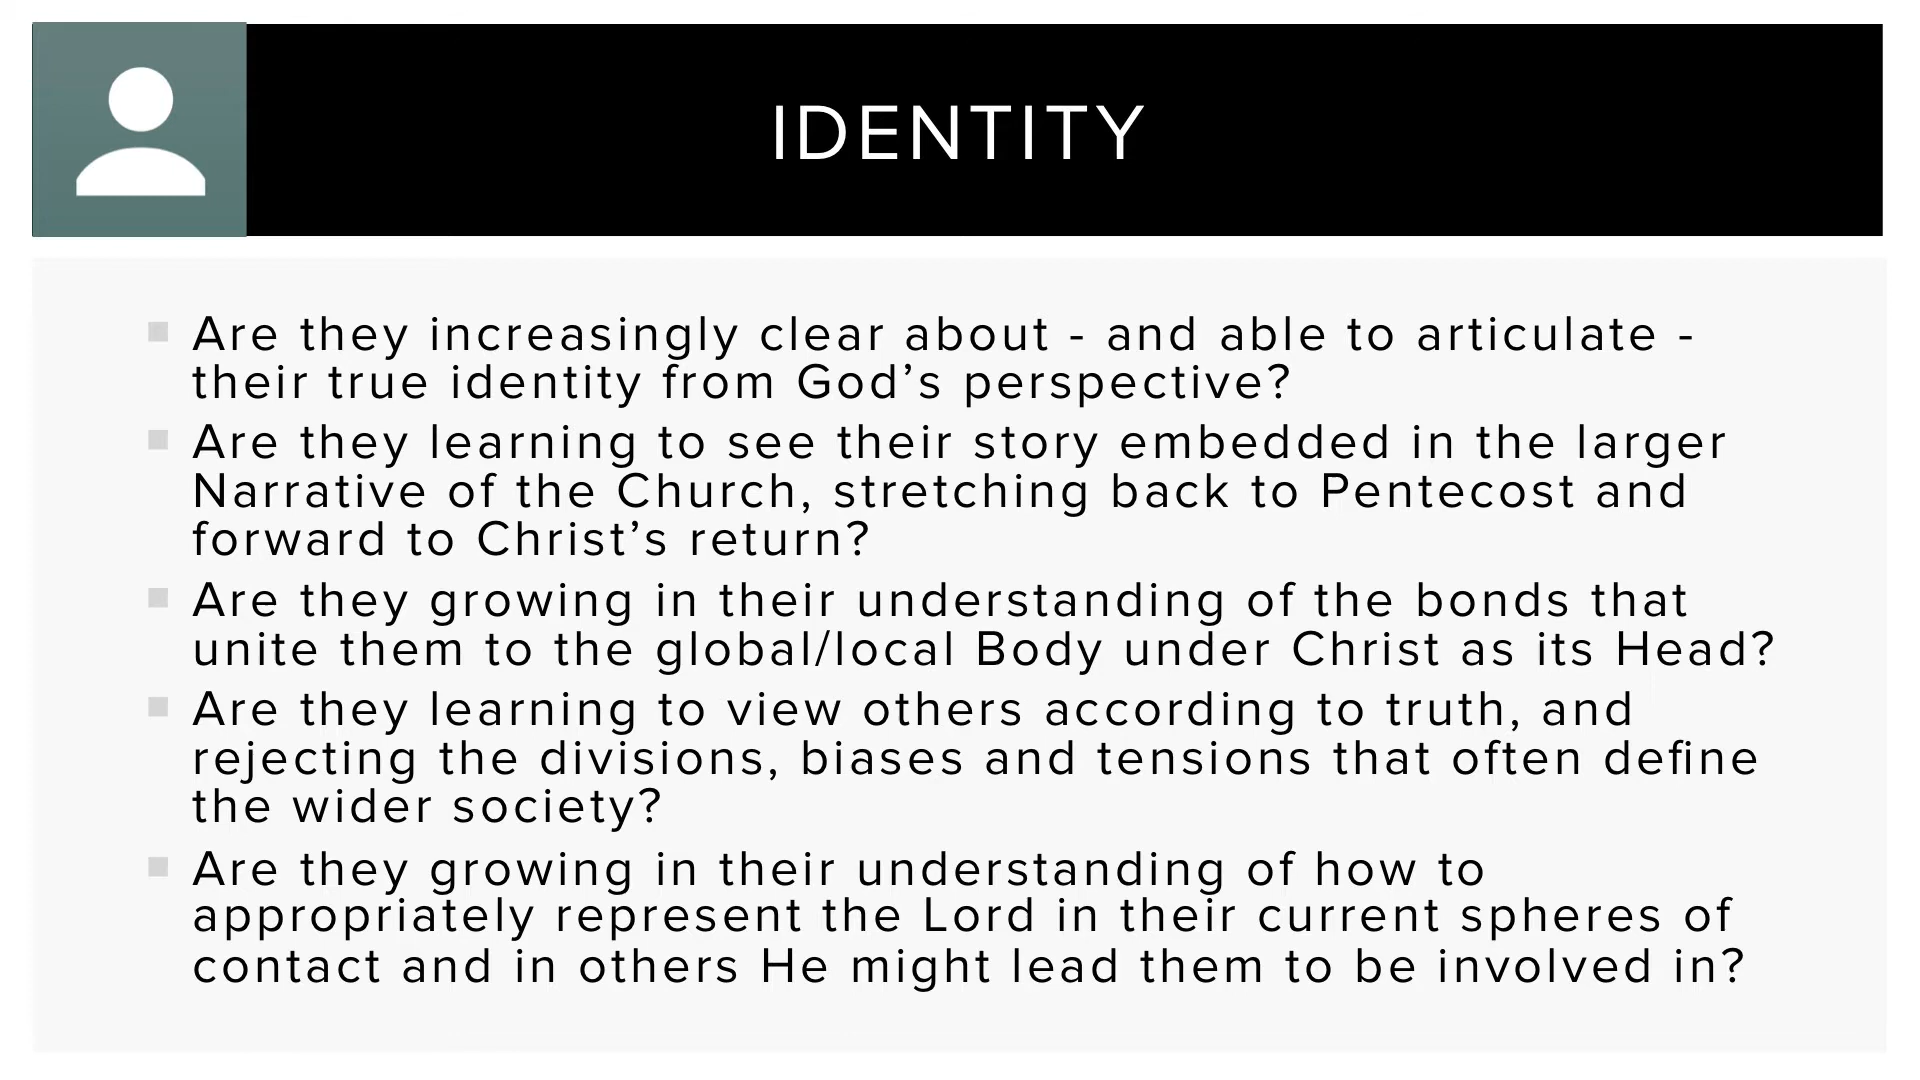 IDENTITY
Are they increasingly clear about - and able to articulate -
their true identity from God’s perspective?
Are they learning to see their story embedded in the larger
Narrative of the Church, stretching back to Pentecost and
forward to Christ’s return?
Are they growing in their understanding of the bonds that
unite them to the global/local Body under Christ as its Head?
Are they learning to view others according to truth, and
rejecting the divisions, biases and tensions that often define
the wider society?
Are they growing in their understanding of how to
appropriately represent the Lord in their current spheres of
contact and in others He might lead them to be involved in?